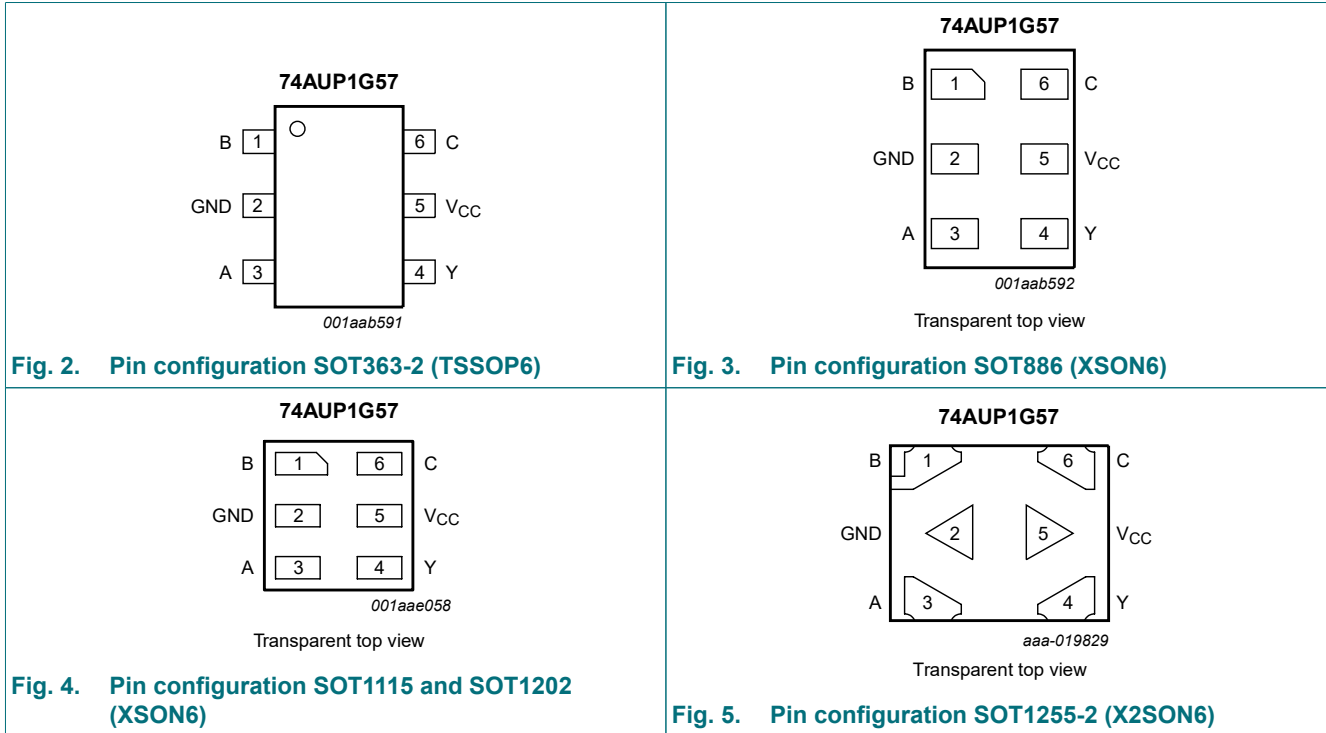 74AUP1G57
B 1 6 C
GND 2 5 VCC
A 3 4 Y
001aab591
Fig. 2. Pin configuration SOT363-2 (TSSOP6)
74AUP1G57
B 1 6 C
GND 2 5 VCC
A 3 4 Y
001aab592
Transparent top view
Fig. 3. Pin configuration SOT886 (XSON6)
74AUP1G57
B 1 6 C
GND 2 5 VCC
A 3 4 Y
001aae058
Transparent top view
Fig. 4. Pin configuration SOT1115 and SOT1202
(XSON6)
74AUP1G57
B 1 6 C
GND 2 5 VCC
A 3 4 Y
aaa-019829
Transparent top view
Fig. 5. Pin configuration SOT1255-2 (X2SON6)